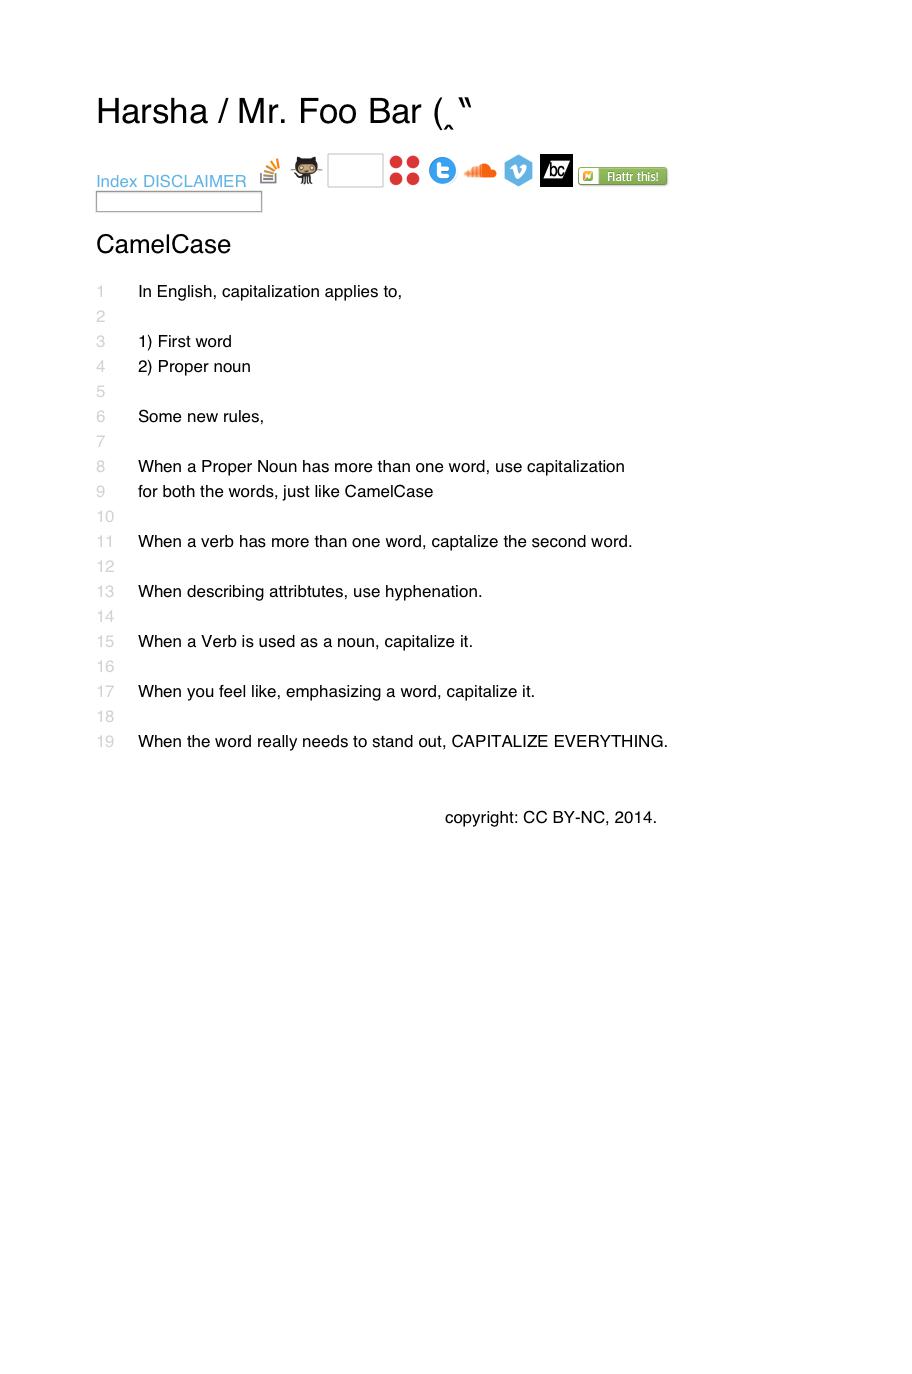 Harsha / Mr. Foo Bar (‸‶
Index DISCLAIMER t v bc Flattr this!
CamelCase
1 In English, capitalization applies to,
2
3 1) First word
4 2) Proper noun
5
6 Some new rules,
7
8 When a Proper Noun has more than one word, use capitalization
9 for both the words, just like CamelCase
10
11 When a verb has more than one word, captalize the second word.
12
13 When describing attribtutes, use hyphenation.
14
15 When a Verb is used as a noun, capitalize it.
16
17 When you feel like, emphasizing a word, capitalize it.
18
19 When the word really needs to stand out, CAPITALIZE EVERYTHING.
copyright: CC BY-NC, 2014.